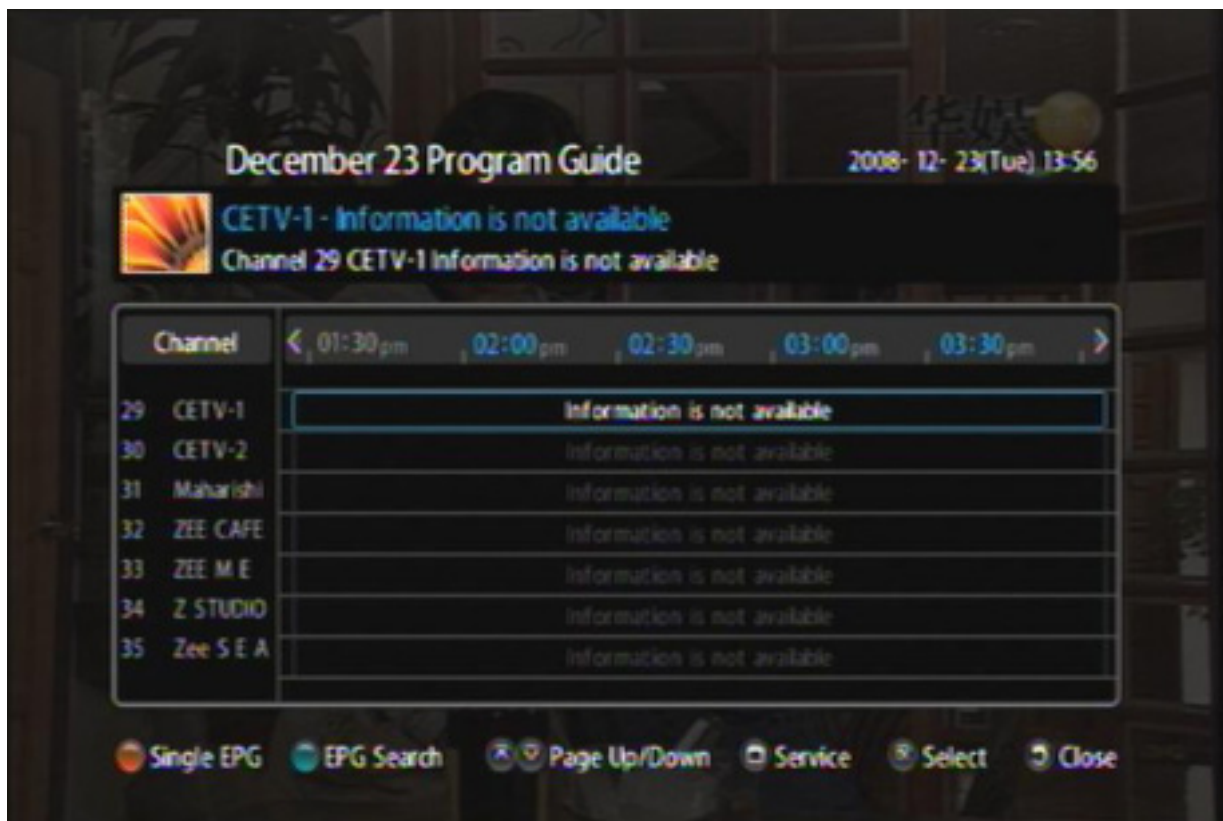 华娱
December 23 Program Guide 2008- 12- 23(Tue) 13:56
CETV-1 - Information is not available
Channel 29 CETV-1 Information is not available
Channel 01:30pm 02:00pm 02:30pm 03:00pm 03:30pm
29 CETV-1 Information is not available
30 CETV-2 Information is not available
31 Maharishi Information is not available
32 ZEE CAFE Information is not available
33 ZEE M E Information is not available
34 Z STUDIO Information is not available
35 Zee S E A Information is not available
Single EPG EPG Search Page Up/Down Service Select Close